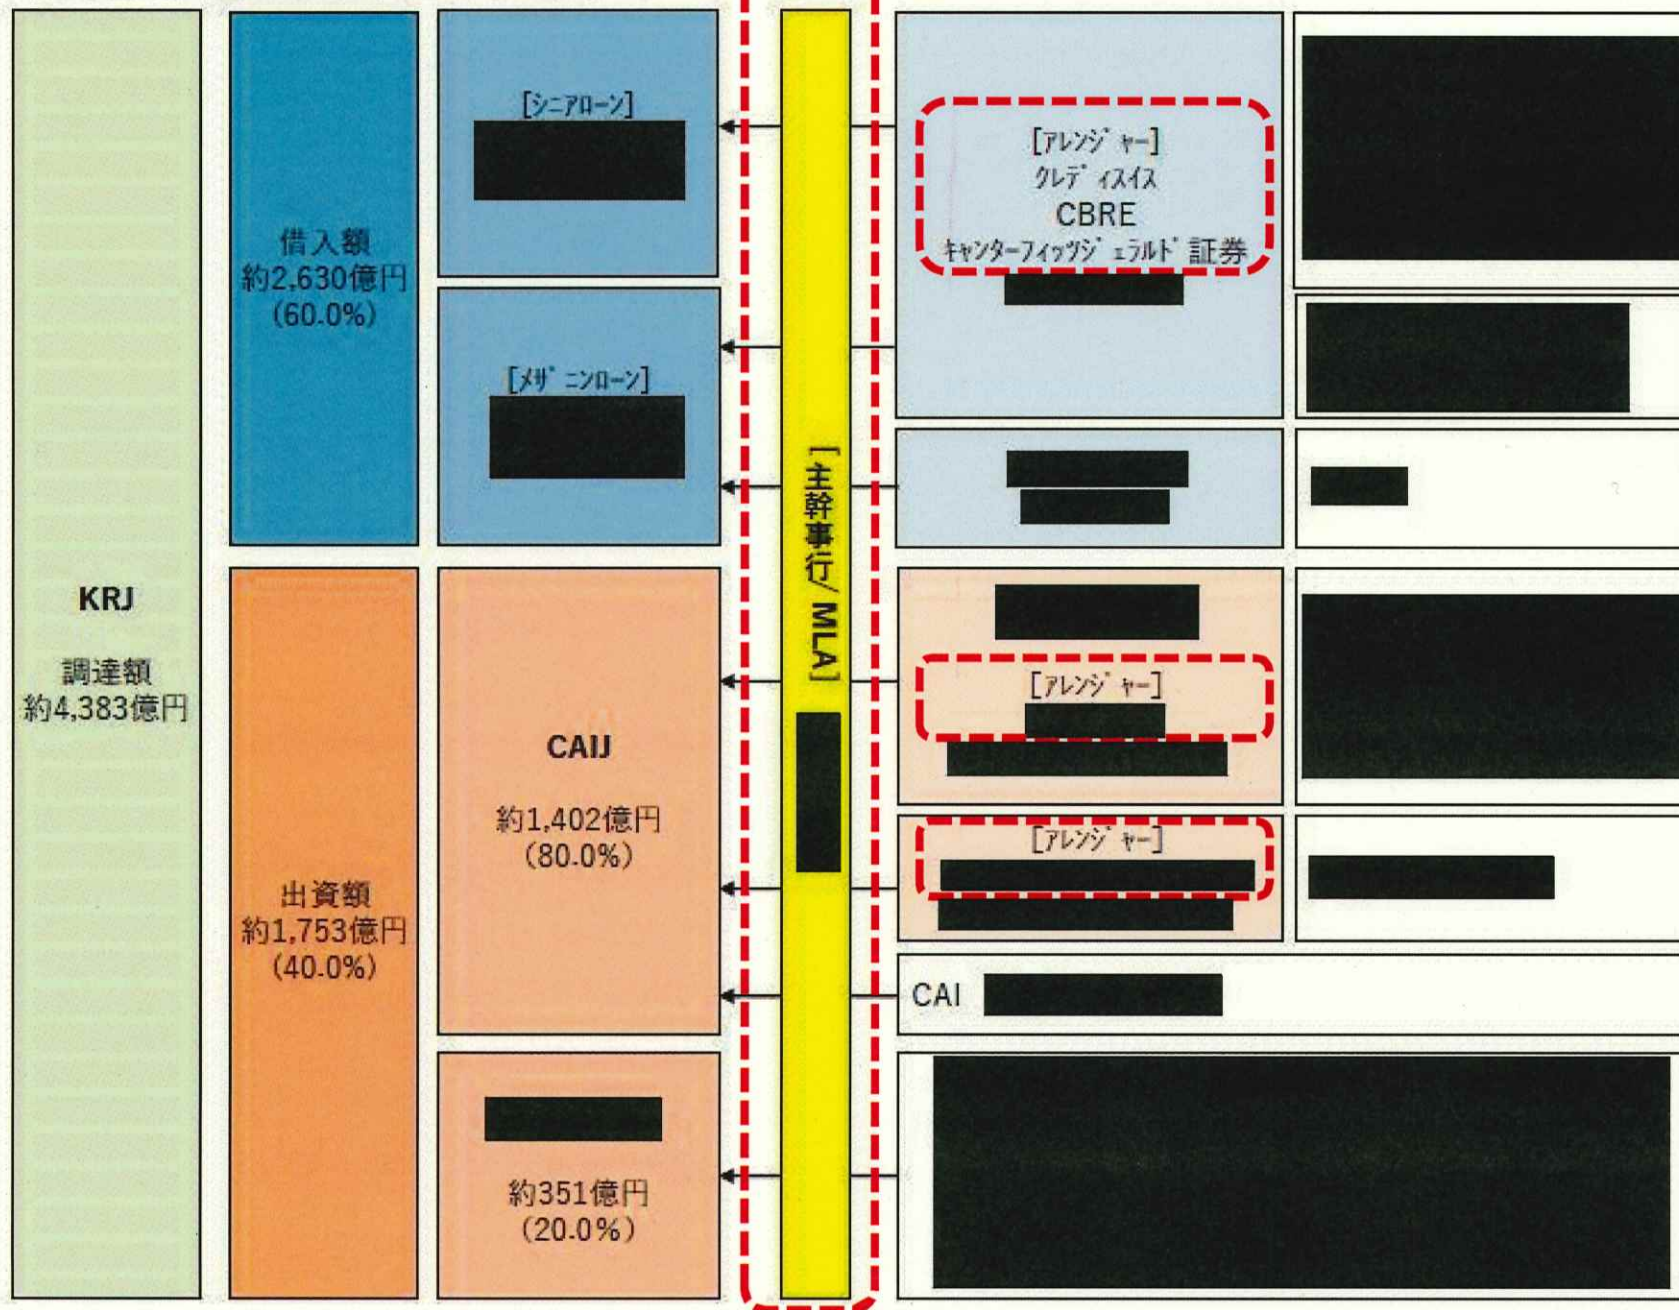 KRJ
調達額
約4,383億円
借入額
約2,630億円
(60.0%)
出資額
約1,753億円
(40.0%)
[シニアローン]
[メザニンローン]
CAIJ
約1,402億円
(80.0%)
約351億円
(20.0%)
[主幹事行/ MLA]
[アレンジャー]
クレディスイス
CBRE
キャンターフィッツジェラルド証券
[アレンジャー]
[アレンジャー]
CAI